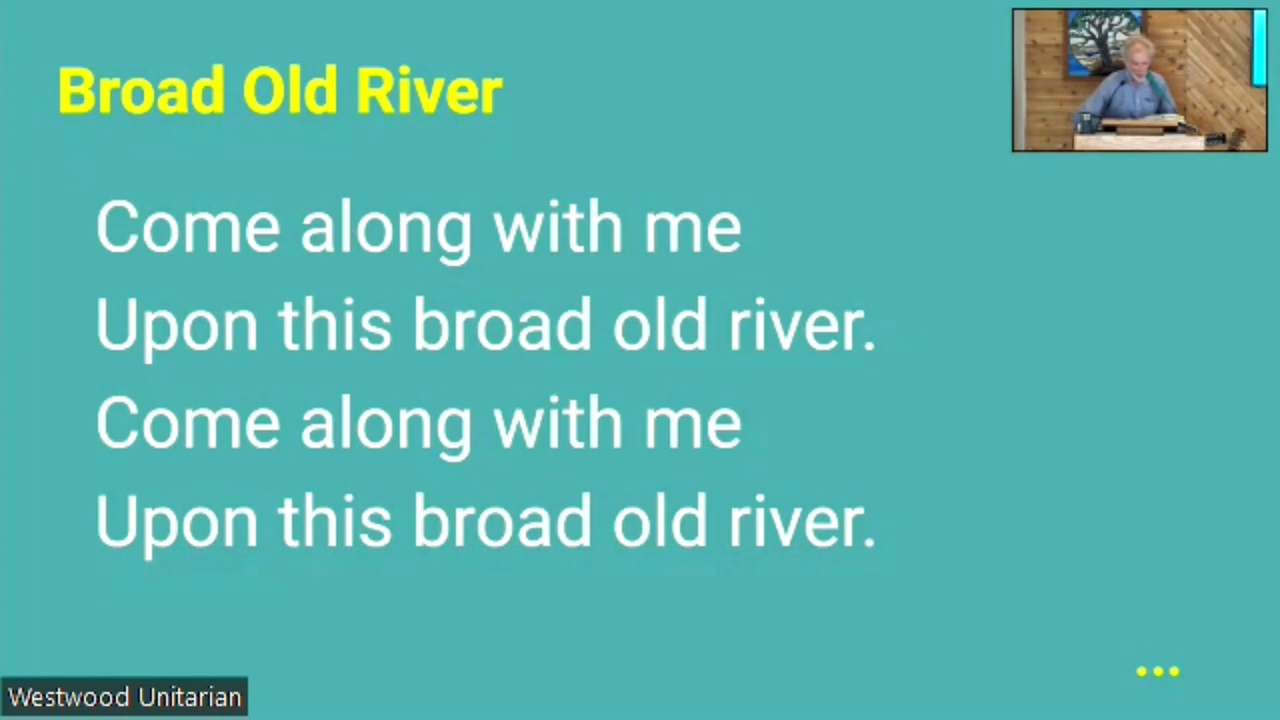 Broad Old River
Come along with me
Upon this broad old river.
Come along with me
Upon this broad old river.
...
Westwood Unitarian